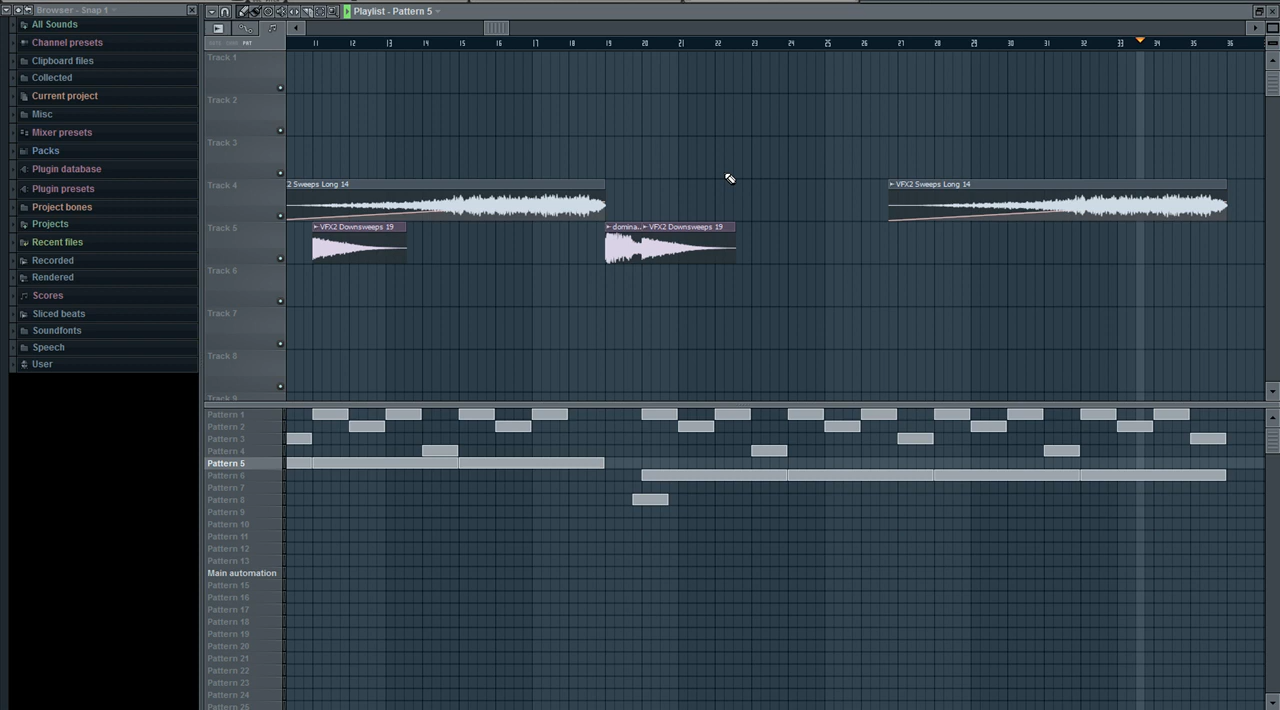 Browser - Snap 1
All Sounds
Channel presets
Clipboard files
Collected
Current project
Misc
Mixer presets
Packs
Plugin database
Plugin presets
Project bones
Projects
Recent files
Recorded
Rendered
Scores
Sliced beats
Soundfonts
Speech
User
Playlist - Pattern 5
PAT
11 12 13 14 15 16 17 18 19 20 21 22 23 24 25 26 27 28 29 30 31 32 33 34 35 36
Track 1
Track 2
Track 3
Track 4
2 Sweeps Long 14
VFX2 Sweeps Long 14
Track 5
VFX2 Downsweeps 19
domina..
VFX2 Downsweeps 19
Track 6
Track 7
Track 8
Track 9
Pattern 1
Pattern 2
Pattern 3
Pattern 4
Pattern 5
Pattern 6
Pattern 7
Pattern 8
Pattern 9
Pattern 10
Pattern 11
Pattern 12
Pattern 13
Main automation
Pattern 15
Pattern 16
Pattern 17
Pattern 18
Pattern 19
Pattern 20
Pattern 21
Pattern 22
Pattern 23
Pattern 24
Pattern 25